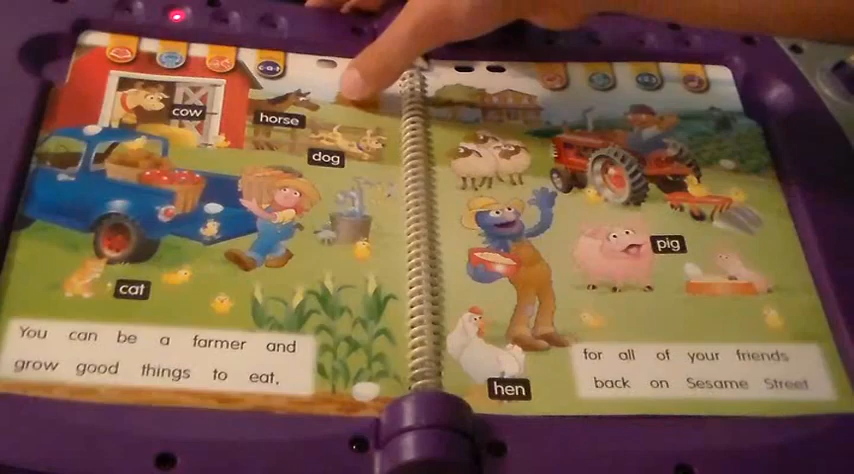 cow
horse
dog
cat
You can be a farmer and
grow good things to eat,
pig
hen
for all of your friends
back on Sesame Street